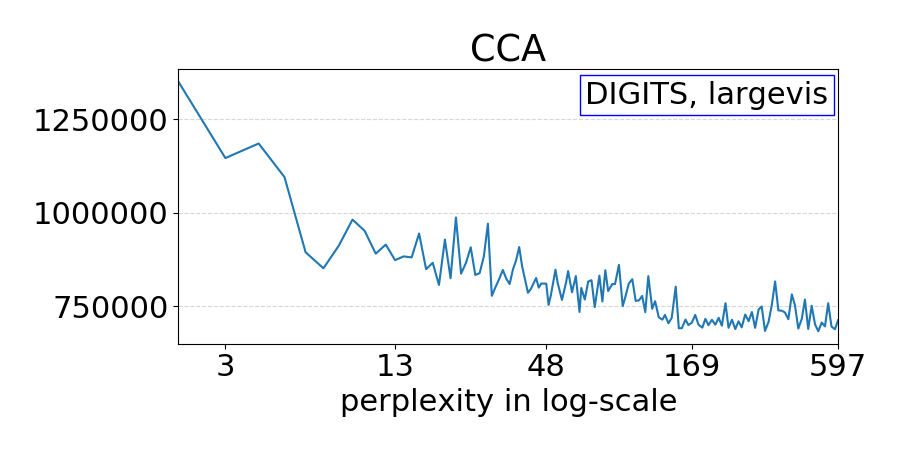 CCA
DIGITS, largevis
1250000
1000000
750000
3 13 48 169 597
perplexity in log-scale